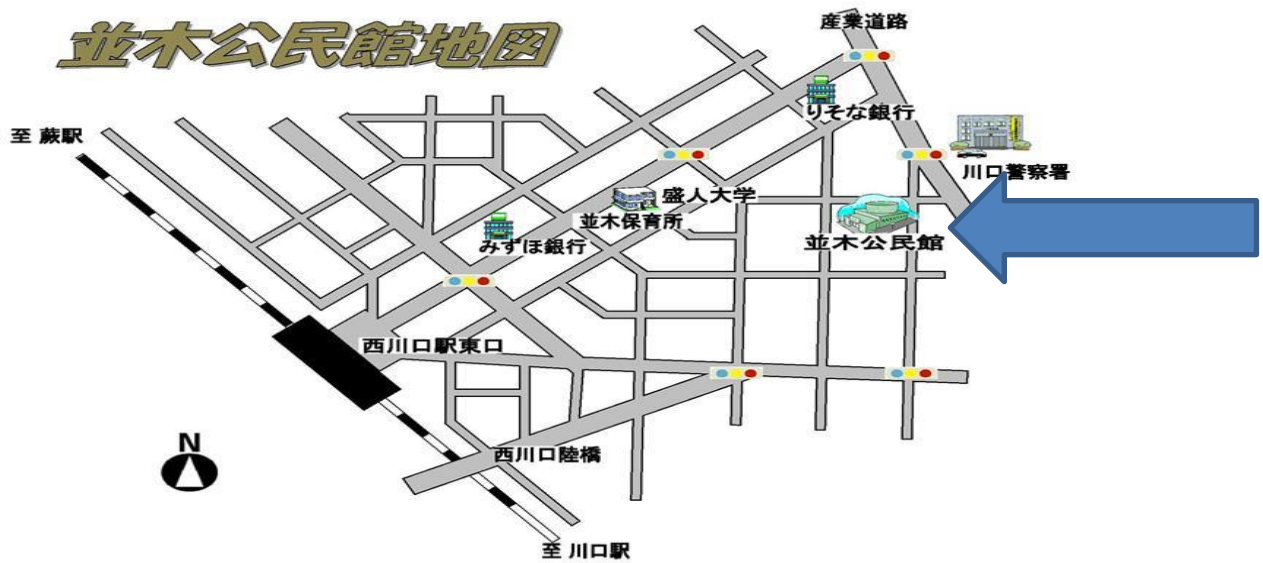 並木公民館地図
産業道路
りそな銀行
至 蕨駅
川口警察署
盛人大学
並木保育所
みずほ銀行
並木公民館
西川口駅東口
N
西川口陸橋
至 川口駅